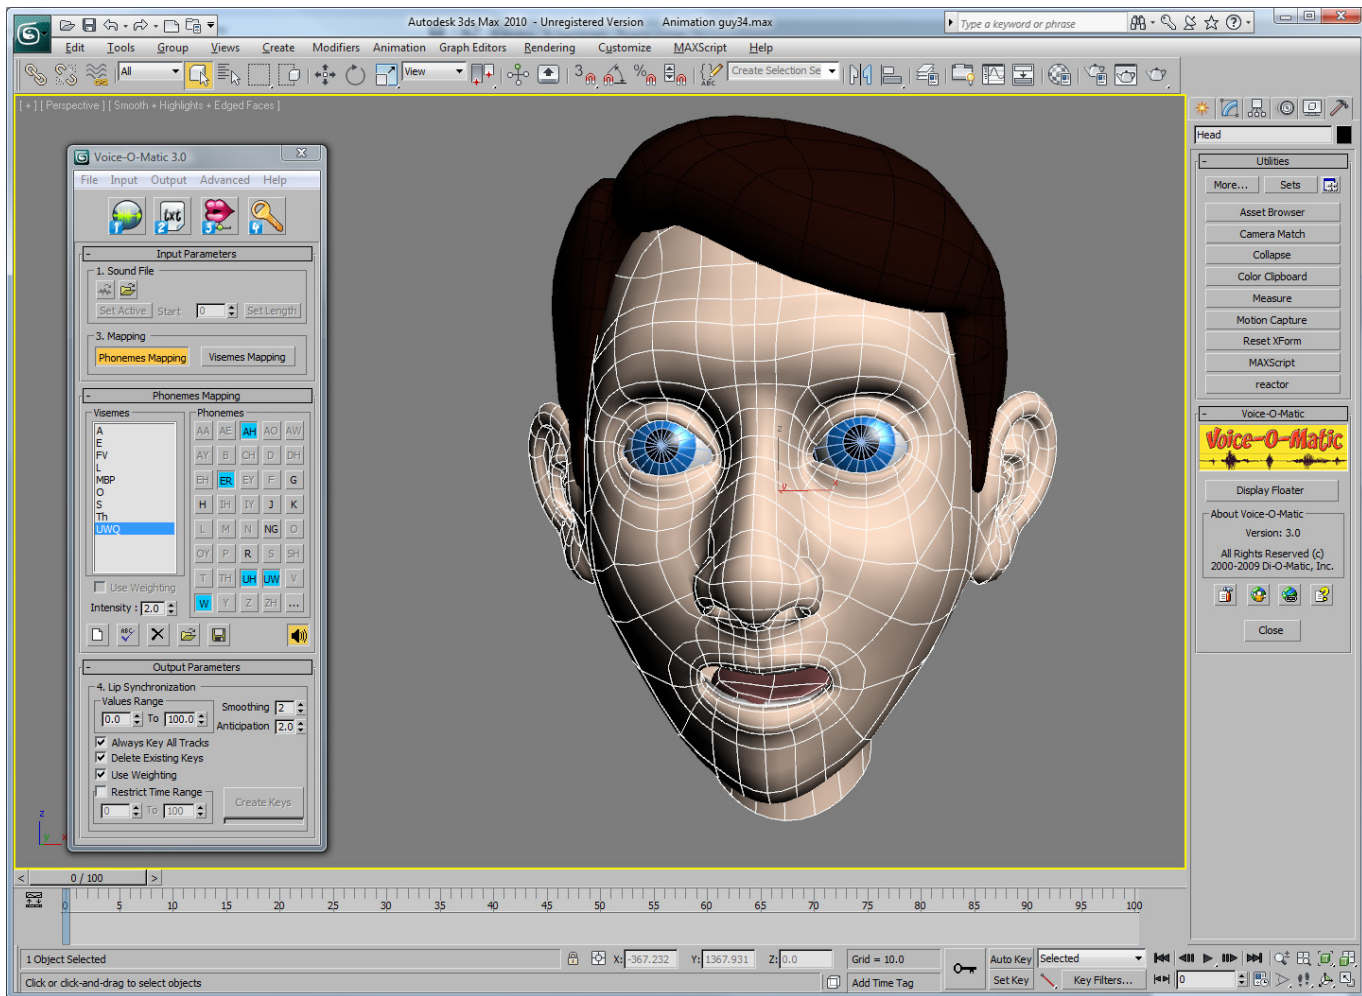 Autodesk 3ds Max 2010 - Unregistered Version Animation guy34.max
Type a keyword or phrase
Edit Tools Group Views Create Modifiers Animation Graph Editors Rendering Customize MAXScript Help
All
View
Create Selection Se
[ + ] [ Perspective ] [ Smooth + Highlights + Edged Faces ]
Voice-O-Matic 3.0
File Input Output Advanced Help
1
txt 2
3
4
Input Parameters
1. Sound File
Set Active Start 0 Set Length
3. Mapping
Phonemes Mapping Visemes Mapping
Phonemes Mapping
Visemes Phonemes
A
E
FV
L
MBP
O
S
Th
UWQ
AA AE AH AO AW
AY B CH D DH
EH ER EY F G
H IH IY J K
L M N NG O
OY P R S SH
T TH UH UW V
W Y Z ZH ...
Use Weighting
Intensity : 2.0
ABC
Output Parameters
4. Lip Synchronization
Values Range
0.0 To 100.0
Smoothing 2
Anticipation 2.0
Always Key All Tracks
Delete Existing Keys
Use Weighting
Restrict Time Range
0 To 100
Create Keys
z
y x
z
y x
Head
Utilities
More... Sets
Asset Browser
Camera Match
Collapse
Color Clipboard
Measure
Motion Capture
Reset XForm
MAXScript
reactor
Voice-O-Matic
Voice-O-Matic
Display Floater
About Voice-O-Matic
Version: 3.0
All Rights Reserved (c)
2000-2009 Di-O-Matic, Inc.
Close
< 0 / 100 >
0 5 10 15 20 25 30 35 40 45 50 55 60 65 70 75 80 85 90 95 100
1 Object Selected
X: -367.232 Y: 1367.931 Z: 0.0
Grid = 10.0
Auto Key Selected
Click or click-and-drag to select objects
Add Time Tag
Set Key Key Filters...
0